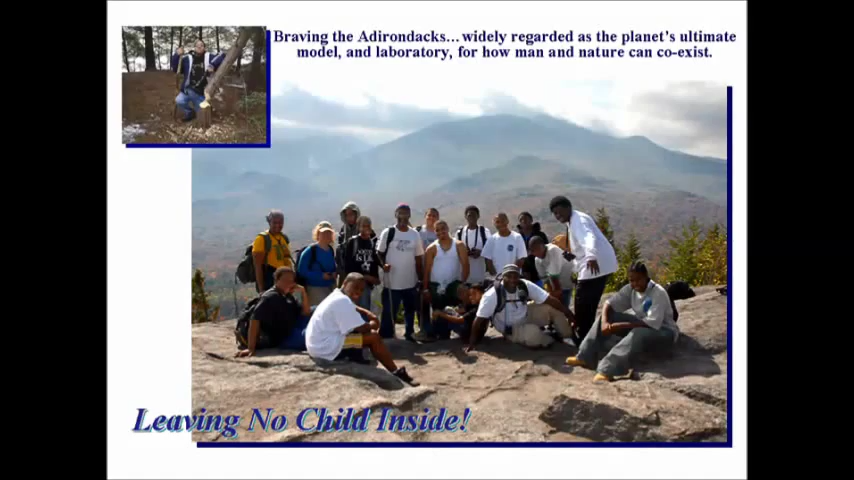 Braving the Adirondacks... widely regarded as the planet's ultimate
model, and laboratory, for how man and nature can co-exist.
Leaving No Child Inside!